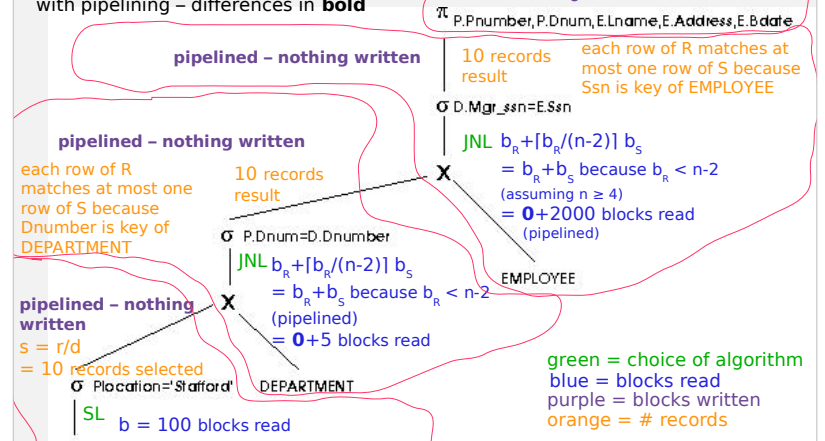 with pipelining – differences in bold
π P.Pnumber,P.Dnum,E.Lname,E.Address,E.Bdate
pipelined – nothing written
10 records
result
each row of R matches at
most one row of S because
Ssn is key of EMPLOYEE
σ D.Mgr_ssn=E.Ssn
pipelined – nothing written
JNL bR+⌈bR/(n-2)⌉ bS
= bR+bS because bR < n-2
(assuming n ≥ 4)
= 0+2000 blocks read
(pipelined)
X
each row of R
matches at most one
row of S because
Dnumber is key of
DEPARTMENT
10 records
result
σ P.Dnum=D.Dnumber
JNL bR+⌈bR/(n-2)⌉ bS
= bR+bS because bR < n-2
(pipelined)
= 0+5 blocks read
EMPLOYEE
X
pipelined – nothing
written
s = r/d
= 10 records selected
σ Plocation='Stafford'
DEPARTMENT
SL
b = 100 blocks read
green = choice of algorithm
blue = blocks read
purple = blocks written
orange = # records